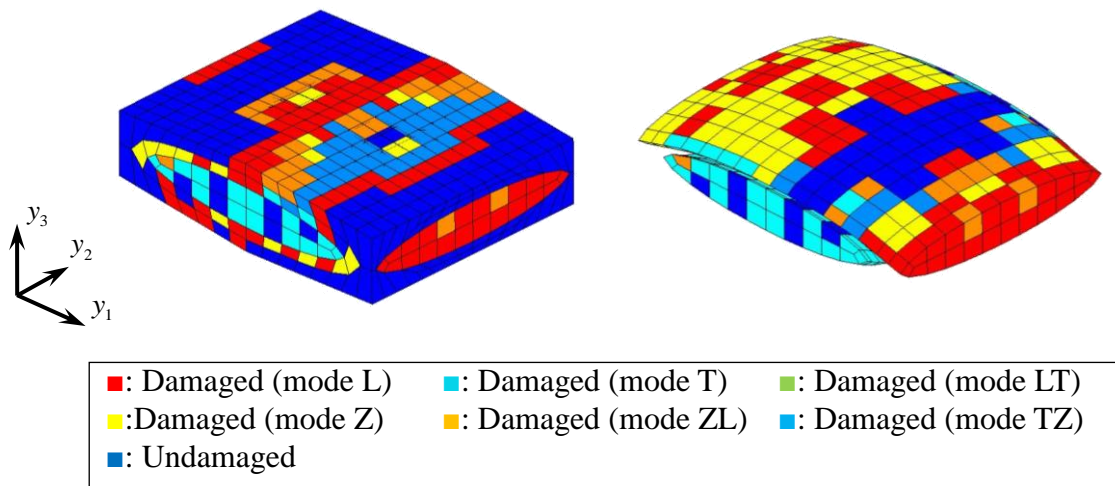 y3
y2
y1
■: Damaged (mode L) ■: Damaged (mode T) ■: Damaged (mode LT)
■:Damaged (mode Z) ■: Damaged (mode ZL) ■: Damaged (mode TZ)
■: Undamaged